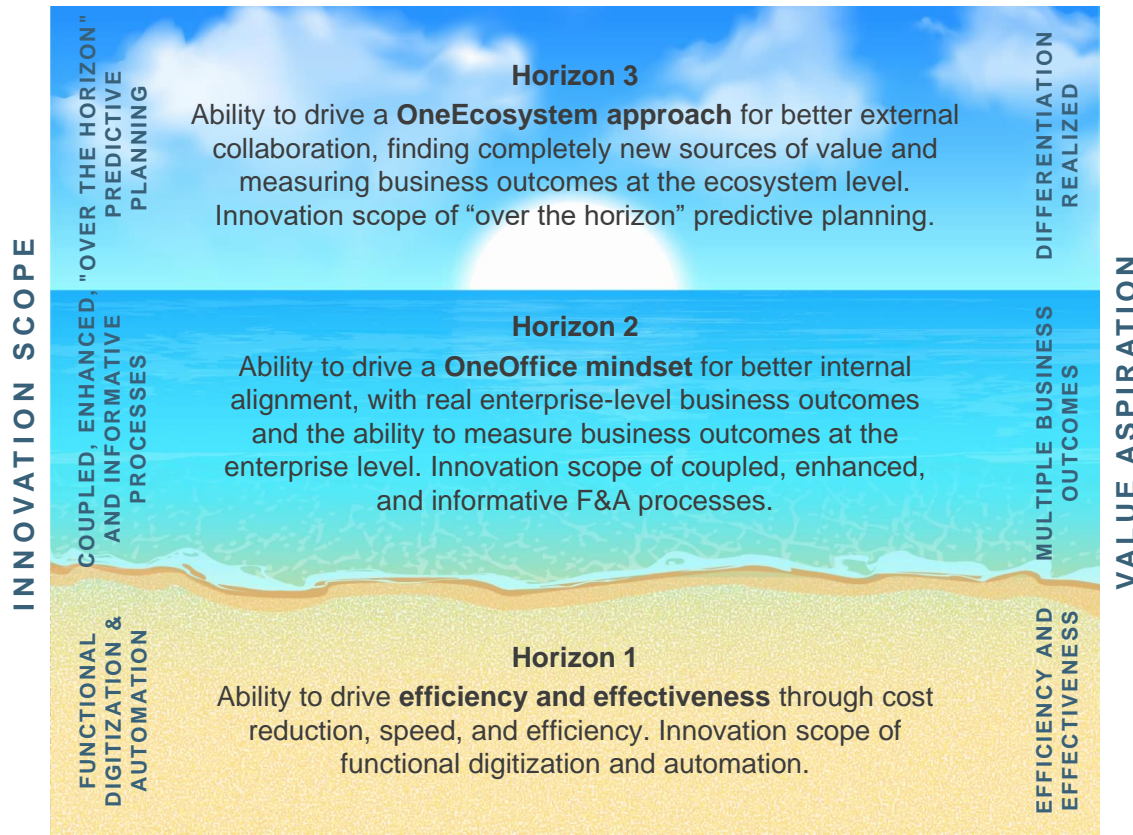 INNOVATION SCOPE
"OVER THE HORIZON"
PREDICTIVE
PLANNING
Horizon 3
Ability to drive a OneEcosystem approach for better external
collaboration, finding completely new sources of value and
measuring business outcomes at the ecosystem level.
Innovation scope of “over the horizon” predictive planning.
DIFFERENTIATION
REALIZED
COUPLED, ENHANCED,
AND INFORMATIVE
PROCESSES
Horizon 2
Ability to drive a OneOffice mindset for better internal
alignment, with real enterprise-level business outcomes
and the ability to measure business outcomes at the
enterprise level. Innovation scope of coupled, enhanced,
and informative F&A processes.
MULTIPLE BUSINESS
OUTCOMES
FUNCTIONAL
DIGITIZATION &
AUTOMATION
Horizon 1
Ability to drive efficiency and effectiveness through cost
reduction, speed, and efficiency. Innovation scope of
functional digitization and automation.
EFFICIENCY AND
EFFECTIVENESS
VALUE ASPIRATION